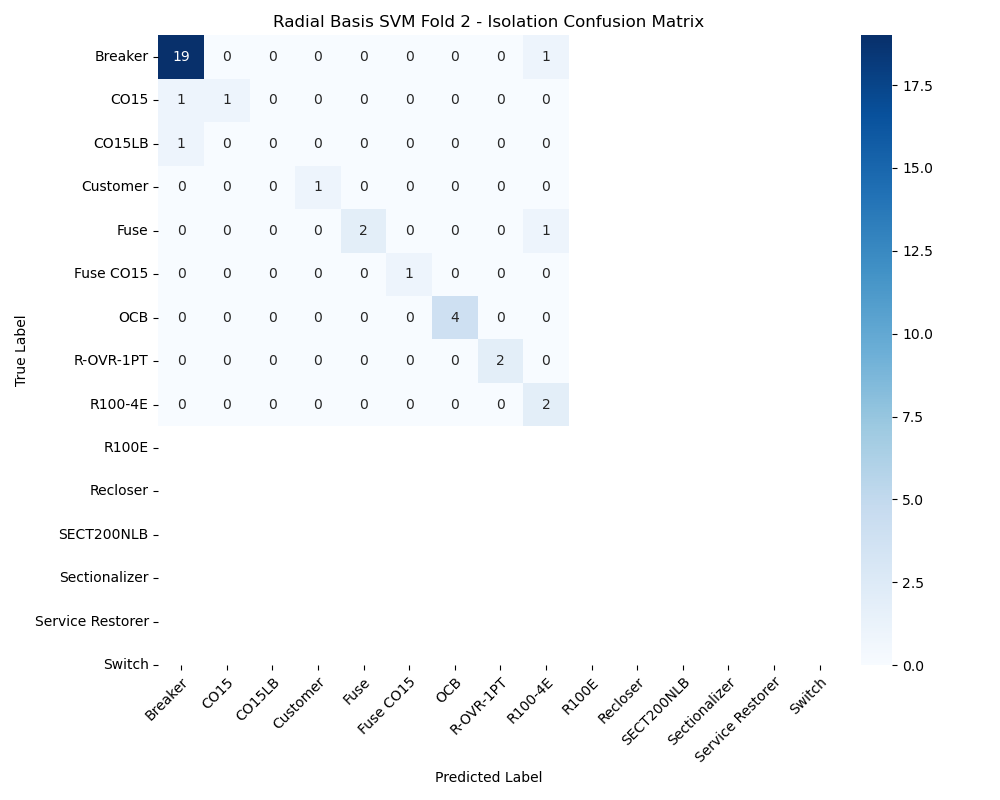 Radial Basis SVM Fold 2 - Isolation Confusion Matrix
True Label
Breaker 19 0 0 0 0 0 0 0 1
CO15 1 1 0 0 0 0 0 0 0
CO15LB 1 0 0 0 0 0 0 0 0
Customer 0 0 0 1 0 0 0 0 0
Fuse 0 0 0 0 2 0 0 0 1
Fuse CO15 0 0 0 0 0 1 0 0 0
OCB 0 0 0 0 0 0 4 0 0
R-OVR-1PT 0 0 0 0 0 0 0 2 0
R100-4E 0 0 0 0 0 0 0 0 2
R100E
Recloser
SECT200NLB
Sectionalizer
Service Restorer
Switch
Breaker
CO15
CO15LB
Customer
Fuse
Fuse CO15
OCB
R-OVR-1PT
R100-4E
R100E
Recloser
SECT200NLB
Sectionalizer
Service Restorer
Switch
Predicted Label
17.5
15.0
12.5
10.0
7.5
5.0
2.5
0.0